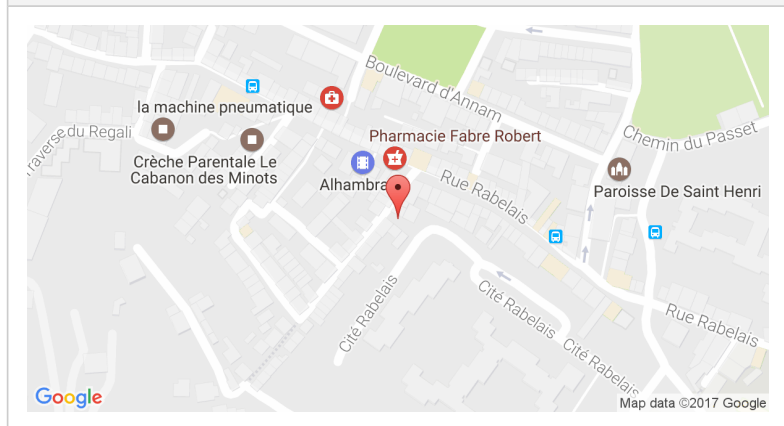 Boulevard d'Annam
la machine pneumatique
Traverse du Regali
Chemin du Passet
Pharmacie Fabre Robert
Crèche Parentale Le
Cabanon des Minots
Alhambra
Rue Rabelais
Paroisse De Saint Henri
Cité Rabelais
Cité Rabelais
Rue Rabelais
Cité Rabelais
Google
Map data ©2017 Google